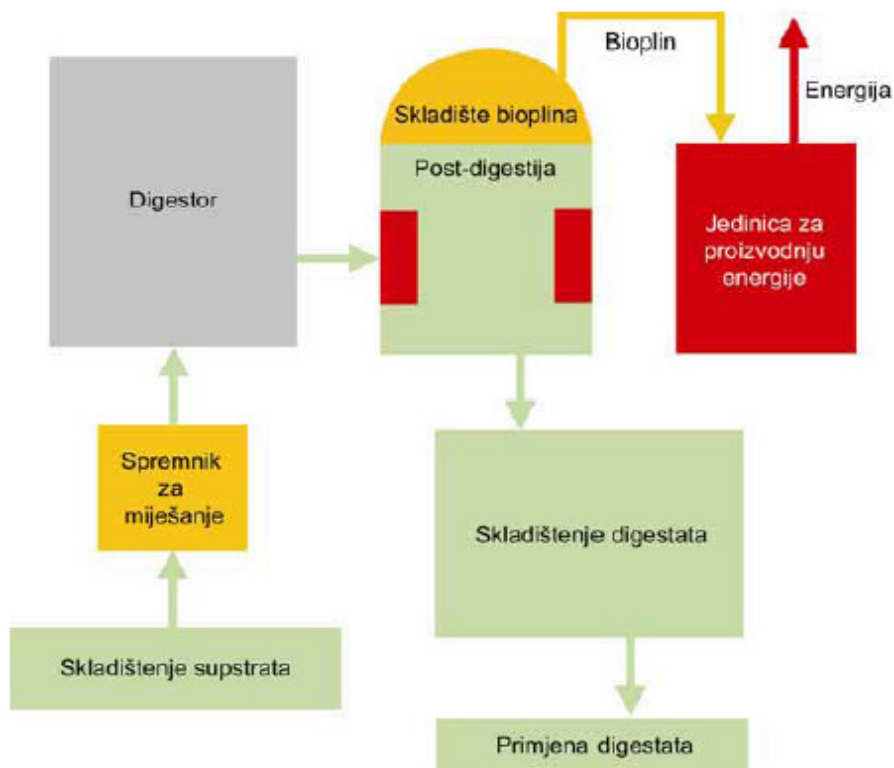 Bioplin
Energija
Skladište bioplina
Post-digestija
Digestor
Jedinica za
proizvodnju
energije
Spremnik
za
miješanje
Skladištenje digestata
Skladištenje supstrata
Primjena digestata